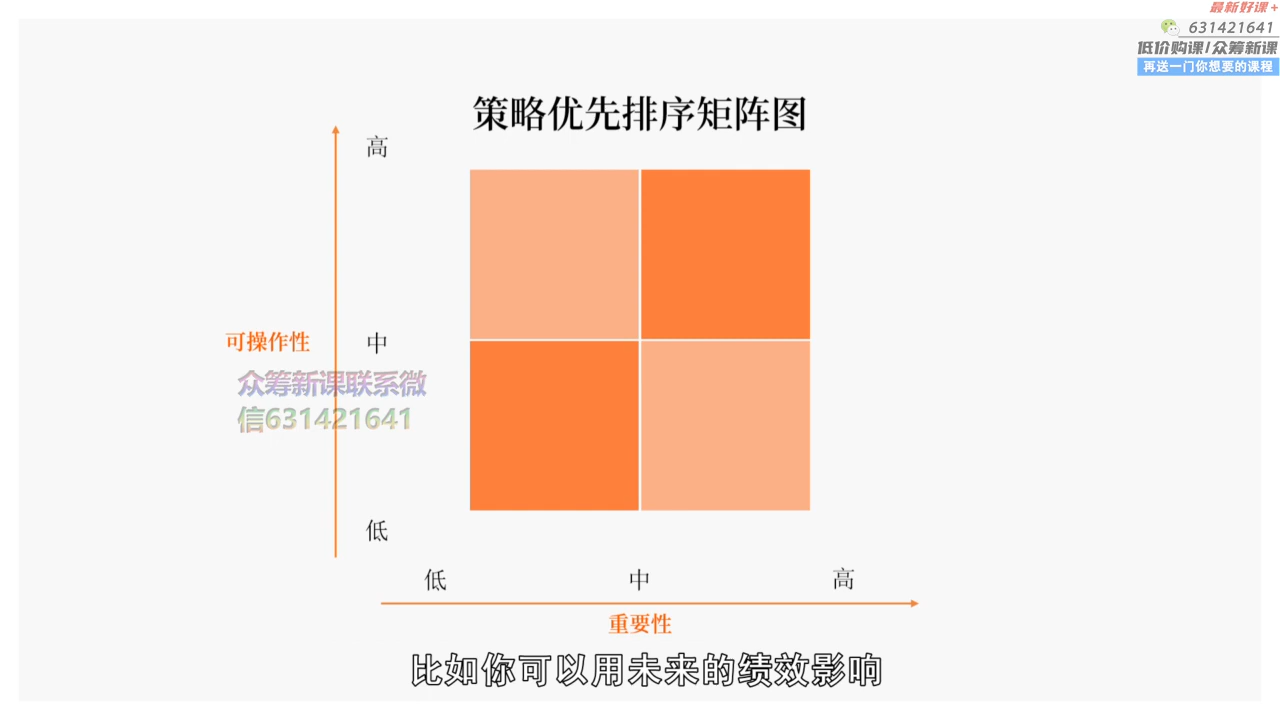 最新好课+
631421641
低价购课/众筹新课
再送一门你想要的课程
策略优先排序矩阵图
高
可操作性
中
众筹新课联系微
信631421641
低
低 中 高
重要性
比如你可以用未来的绩效影响